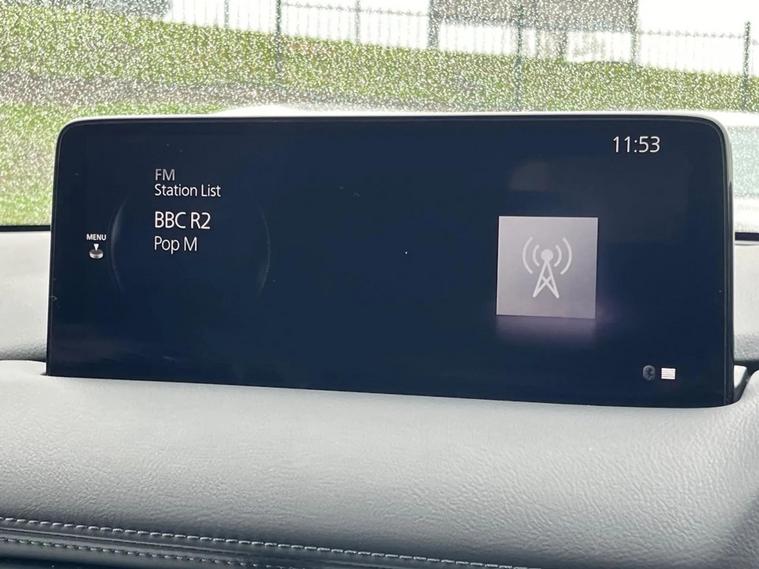 11:53
FM
Station List
BBC R2
Pop M
MENU